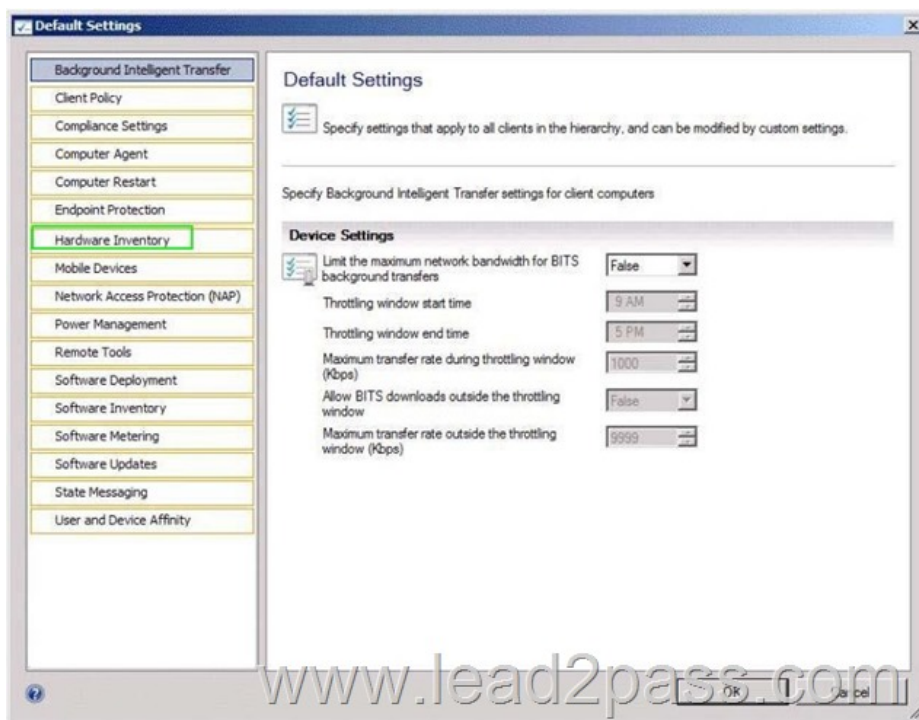 Default Settings
Background Intelligent Transfer
Client Policy
Compliance Settings
Computer Agent
Computer Restart
Endpoint Protection
Hardware Inventory
Mobile Devices
Network Access Protection (NAP)
Power Management
Remote Tools
Software Deployment
Software Inventory
Software Metering
Software Updates
State Messaging
User and Device Affinity
Default Settings
Specify settings that apply to all clients in the hierarchy, and can be modified by custom settings.
Specify Background Intelligent Transfer settings for client computers
Device Settings
Limit the maximum network bandwidth for BITS
background transfers
False
Throttling window start time
9 AM
Throttling window end time
5 PM
Maximum transfer rate during throttling window
(Kbps)
1000
Allow BITS downloads outside the throttling
window
False
Maximum transfer rate outside the throttling
window (Kbps)
9999
www.lead2pass.com
OK
Cancel